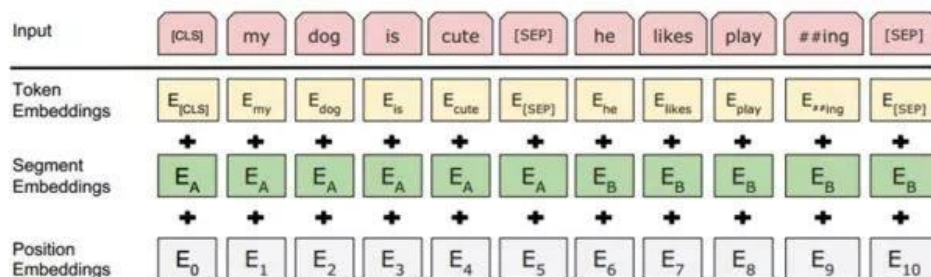 Input [CLS] my dog is cute [SEP] he likes play ##ing [SEP]
Token Embeddings E[CLS] Emy Edog Eis Ecute E[SEP] Ehe Elikes Eplay E##ing E[SEP]
+ + + + + + + + + + +
Segment Embeddings EA EA EA EA EA EA EB EB EB EB EB
+ + + + + + + + + + +
Position Embeddings E0 E1 E2 E3 E4 E5 E6 E7 E8 E9 E10